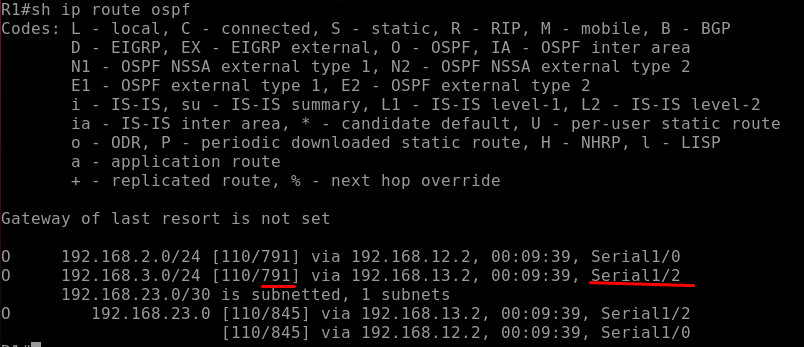 R1#sh ip route ospf
Codes: L - local, C - connected, S - static, R - RIP, M - mobile, B - BGP
       D - EIGRP, EX - EIGRP external, O - OSPF, IA - OSPF inter area
       N1 - OSPF NSSA external type 1, N2 - OSPF NSSA external type 2
       E1 - OSPF external type 1, E2 - OSPF external type 2
       i - IS-IS, su - IS-IS summary, L1 - IS-IS level-1, L2 - IS-IS level-2
       ia - IS-IS inter area, * - candidate default, U - per-user static route
       o - ODR, P - periodic downloaded static route, H - NHRP, l - LISP
       a - application route
       + - replicated route, % - next hop override
Gateway of last resort is not set
O     192.168.2.0/24 [110/791] via 192.168.12.2, 00:09:39, Serial1/0
O     192.168.3.0/24 [110/791] via 192.168.13.2, 00:09:39, Serial1/2
      192.168.23.0/30 is subnetted, 1 subnets
O        192.168.23.0 [110/845] via 192.168.13.2, 00:09:39, Serial1/2
                      [110/845] via 192.168.12.2, 00:09:39, Serial1/0
R1#